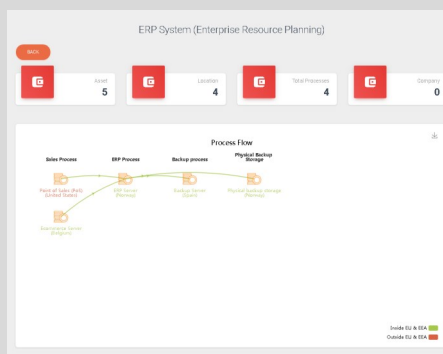 ERP System (Enterprise Resource Planning)
BACK
Asset
5
Location
4
Total Processes
4
Company
0
Process Flow
Sales Process
ERP Process
Backup process
Physical Backup
Storage
Point of Sales (PoS)
(United States)
ERP Server
(Norway)
Backup Server
(Spain)
Physical backup storage
(Norway)
Ecommerce Server
(Belgium)
Inside EU & EEA
Outside EU & EEA